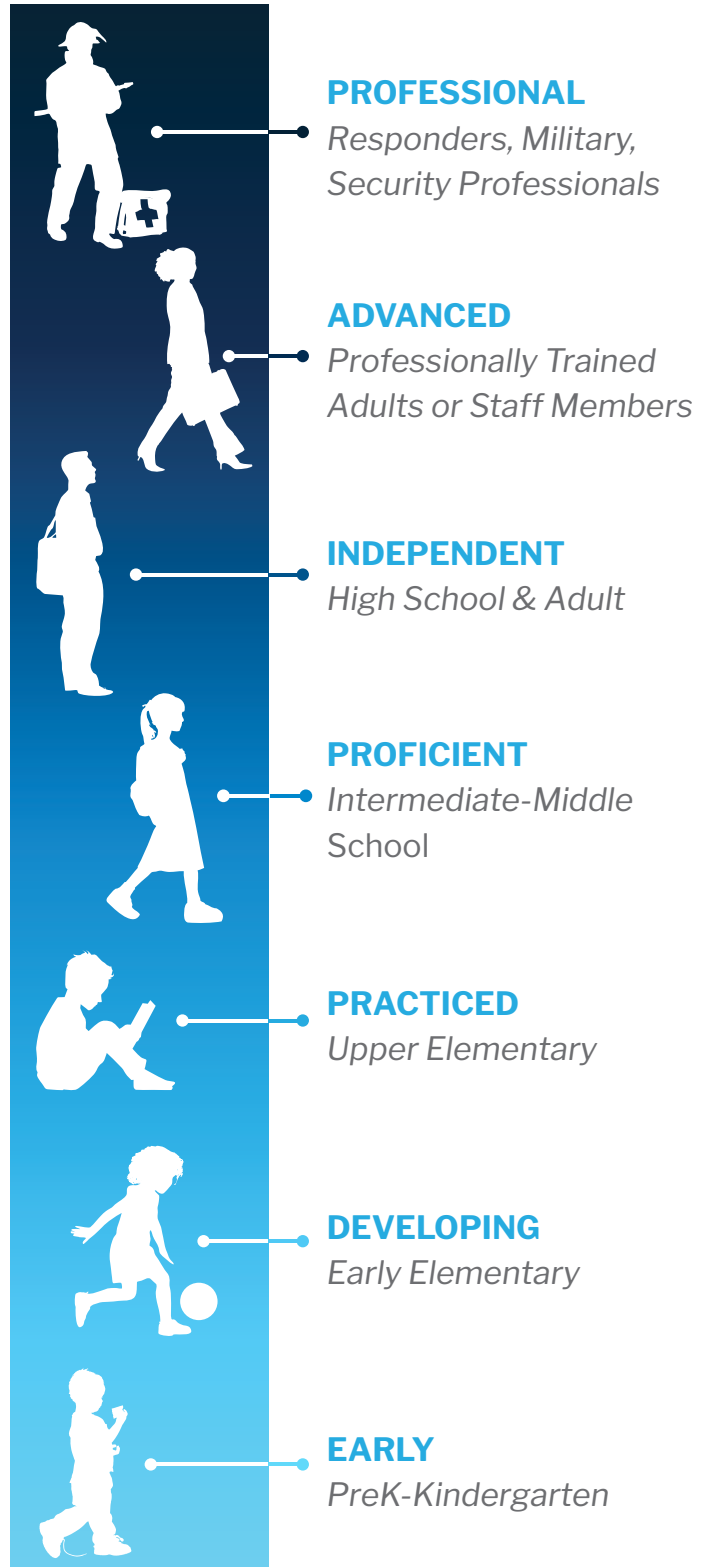 PROFESSIONAL
Responders, Military,
Security Professionals
ADVANCED
Professionally Trained
Adults or Staff Members
INDEPENDENT
High School & Adult
PROFICIENT
Intermediate-Middle
School
PRACTICED
Upper Elementary
DEVELOPING
Early Elementary
EARLY
PreK-Kindergarten